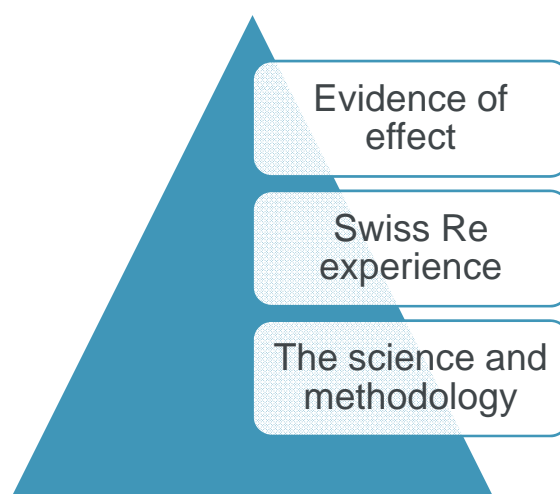 Evidence of
effect
Swiss Re
experience
The science and
methodology